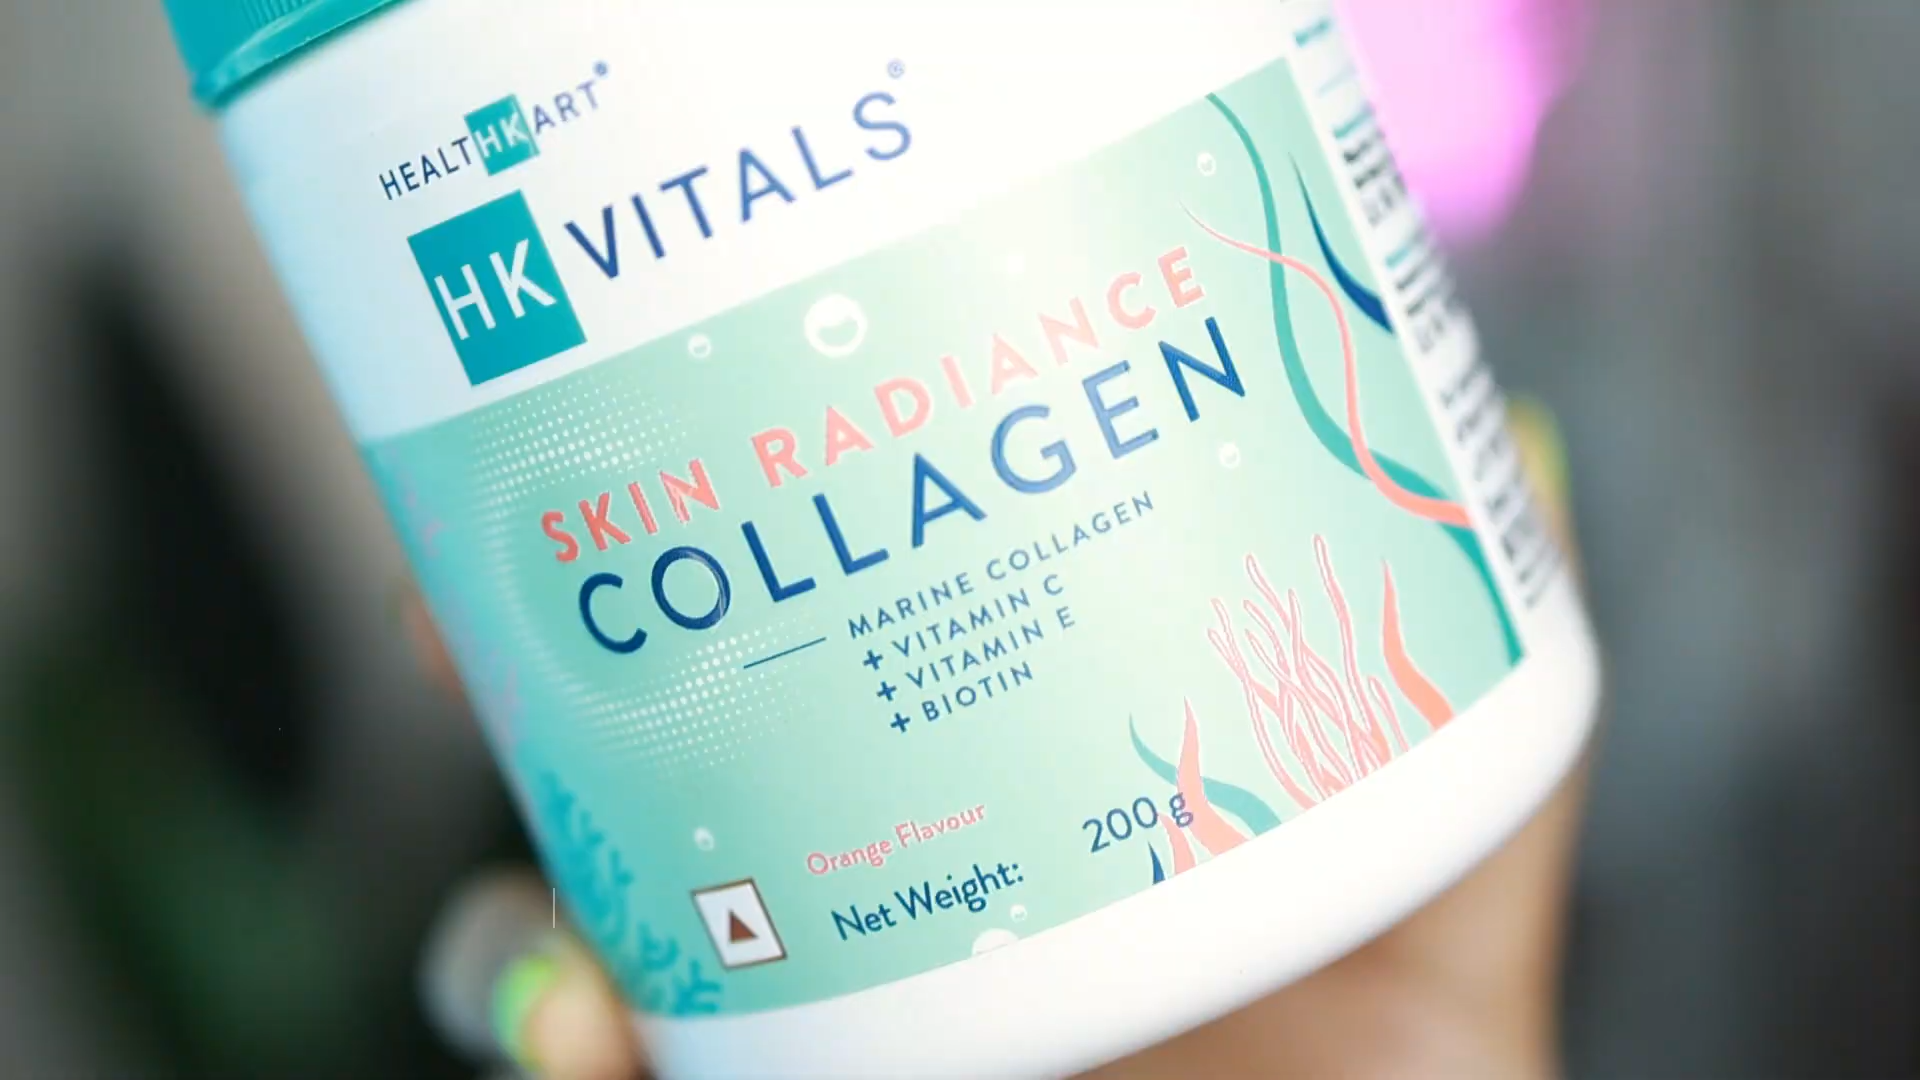 HEALTHKART®
HK VITALS®
SKIN RADIANCE
COLLAGEN
MARINE COLLAGEN
+ VITAMIN C
+ VITAMIN E
+ BIOTIN
Orange Flavour
Net Weight: 200 g